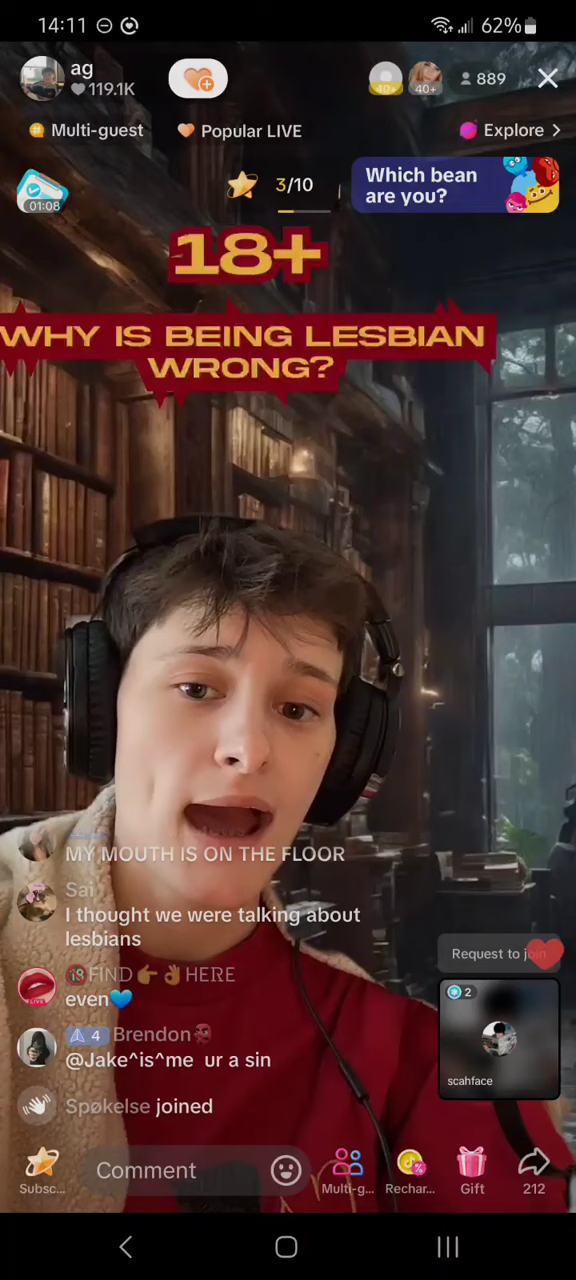 14:11
62%
ag
119.1K
40+
40+
889
Multi-guest
Popular LIVE
Explore
01:08
3/10
Which bean
are you?
18+
WHY IS BEING LESBIAN
WRONG?
MY MOUTH IS ON THE FLOOR
Sai
I thought we were talking about
lesbians
LIVE
🔞FIND👉👌HERE
even💙
4 Brendon
@Jake^is^me ur a sin
Spøkelse joined
Request to join
2
scahface
Comment
Subsc...
Multi-g...
Rechar...
Gift
212